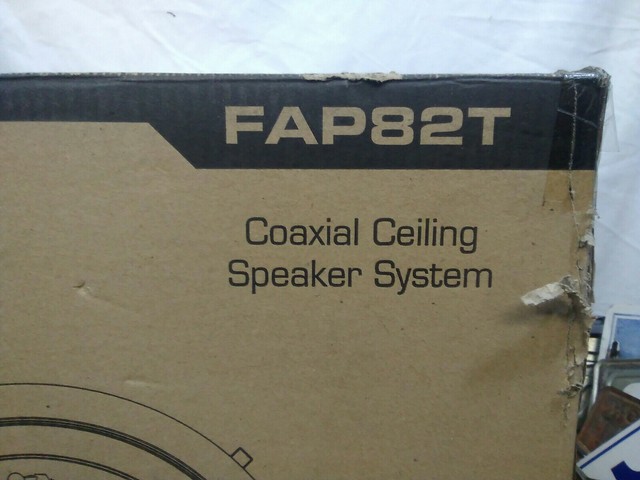 FAP82T
Coaxial Ceiling
Speaker System